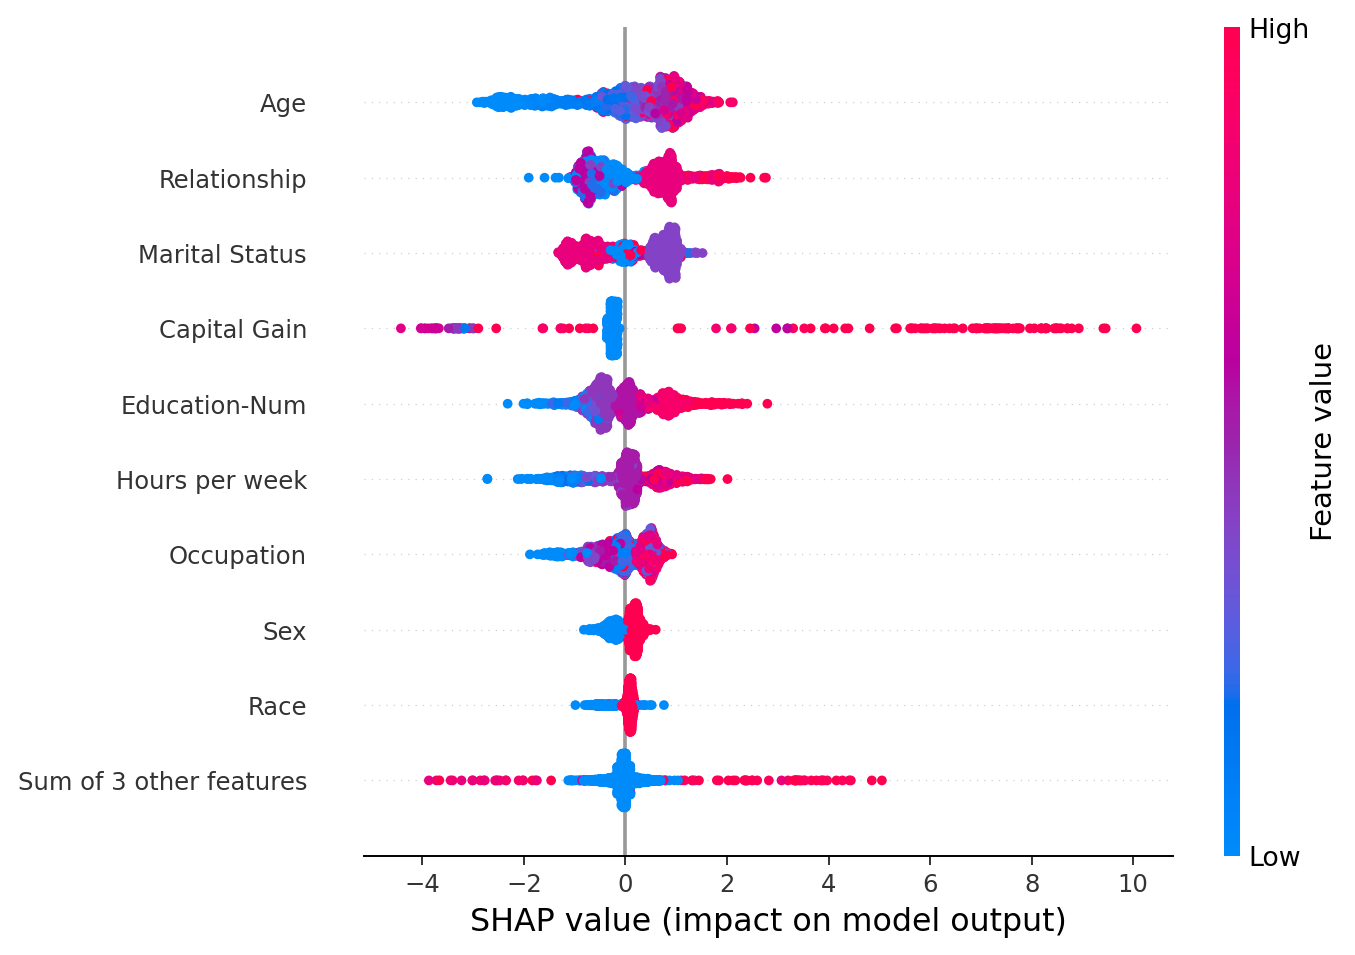 High
Age
Relationship
Marital Status
Capital Gain
Education-Num
Hours per week
Occupation
Sex
Race
Sum of 3 other features
Feature value
Low
−4 −2 0 2 4 6 8 10
SHAP value (impact on model output)